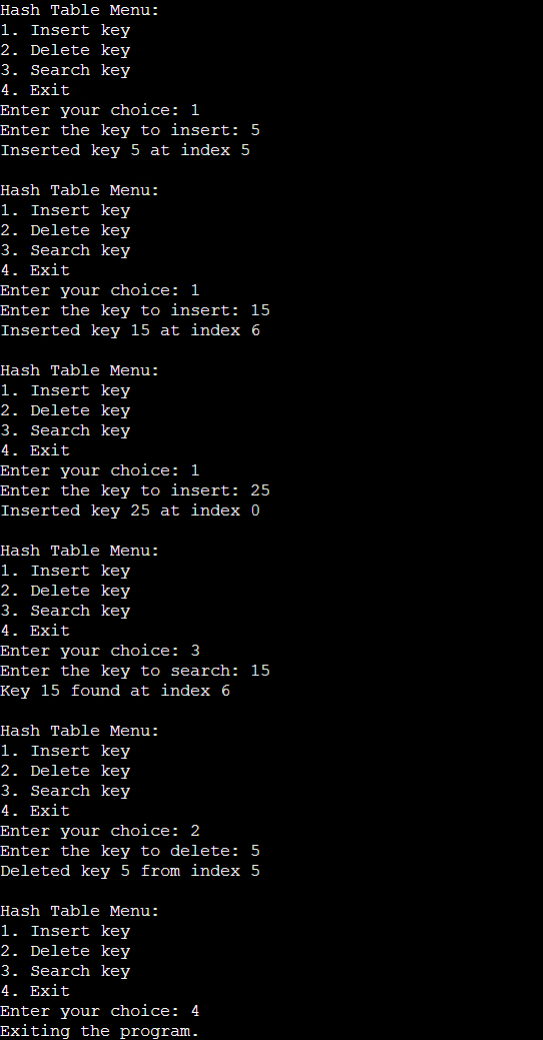 Hash Table Menu:
1. Insert key
2. Delete key
3. Search key
4. Exit
Enter your choice: 1
Enter the key to insert: 5
Inserted key 5 at index 5
Hash Table Menu:
1. Insert key
2. Delete key
3. Search key
4. Exit
Enter your choice: 1
Enter the key to insert: 15
Inserted key 15 at index 6
Hash Table Menu:
1. Insert key
2. Delete key
3. Search key
4. Exit
Enter your choice: 1
Enter the key to insert: 25
Inserted key 25 at index 0
Hash Table Menu:
1. Insert key
2. Delete key
3. Search key
4. Exit
Enter your choice: 3
Enter the key to search: 15
Key 15 found at index 6
Hash Table Menu:
1. Insert key
2. Delete key
3. Search key
4. Exit
Enter your choice: 2
Enter the key to delete: 5
Deleted key 5 from index 5
Hash Table Menu:
1. Insert key
2. Delete key
3. Search key
4. Exit
Enter your choice: 4
Exiting the program.